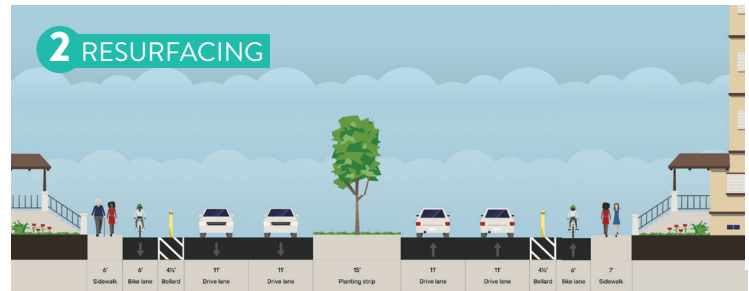 2 RESURFACING
6' 6' 4½' 11' 11' 15' 11' 11' 4½' 6' 7'
Sidewalk Bike lane Bollard Drive lane Drive lane Planting strip Drive lane Drive lane Bollard Bike lane Sidewalk